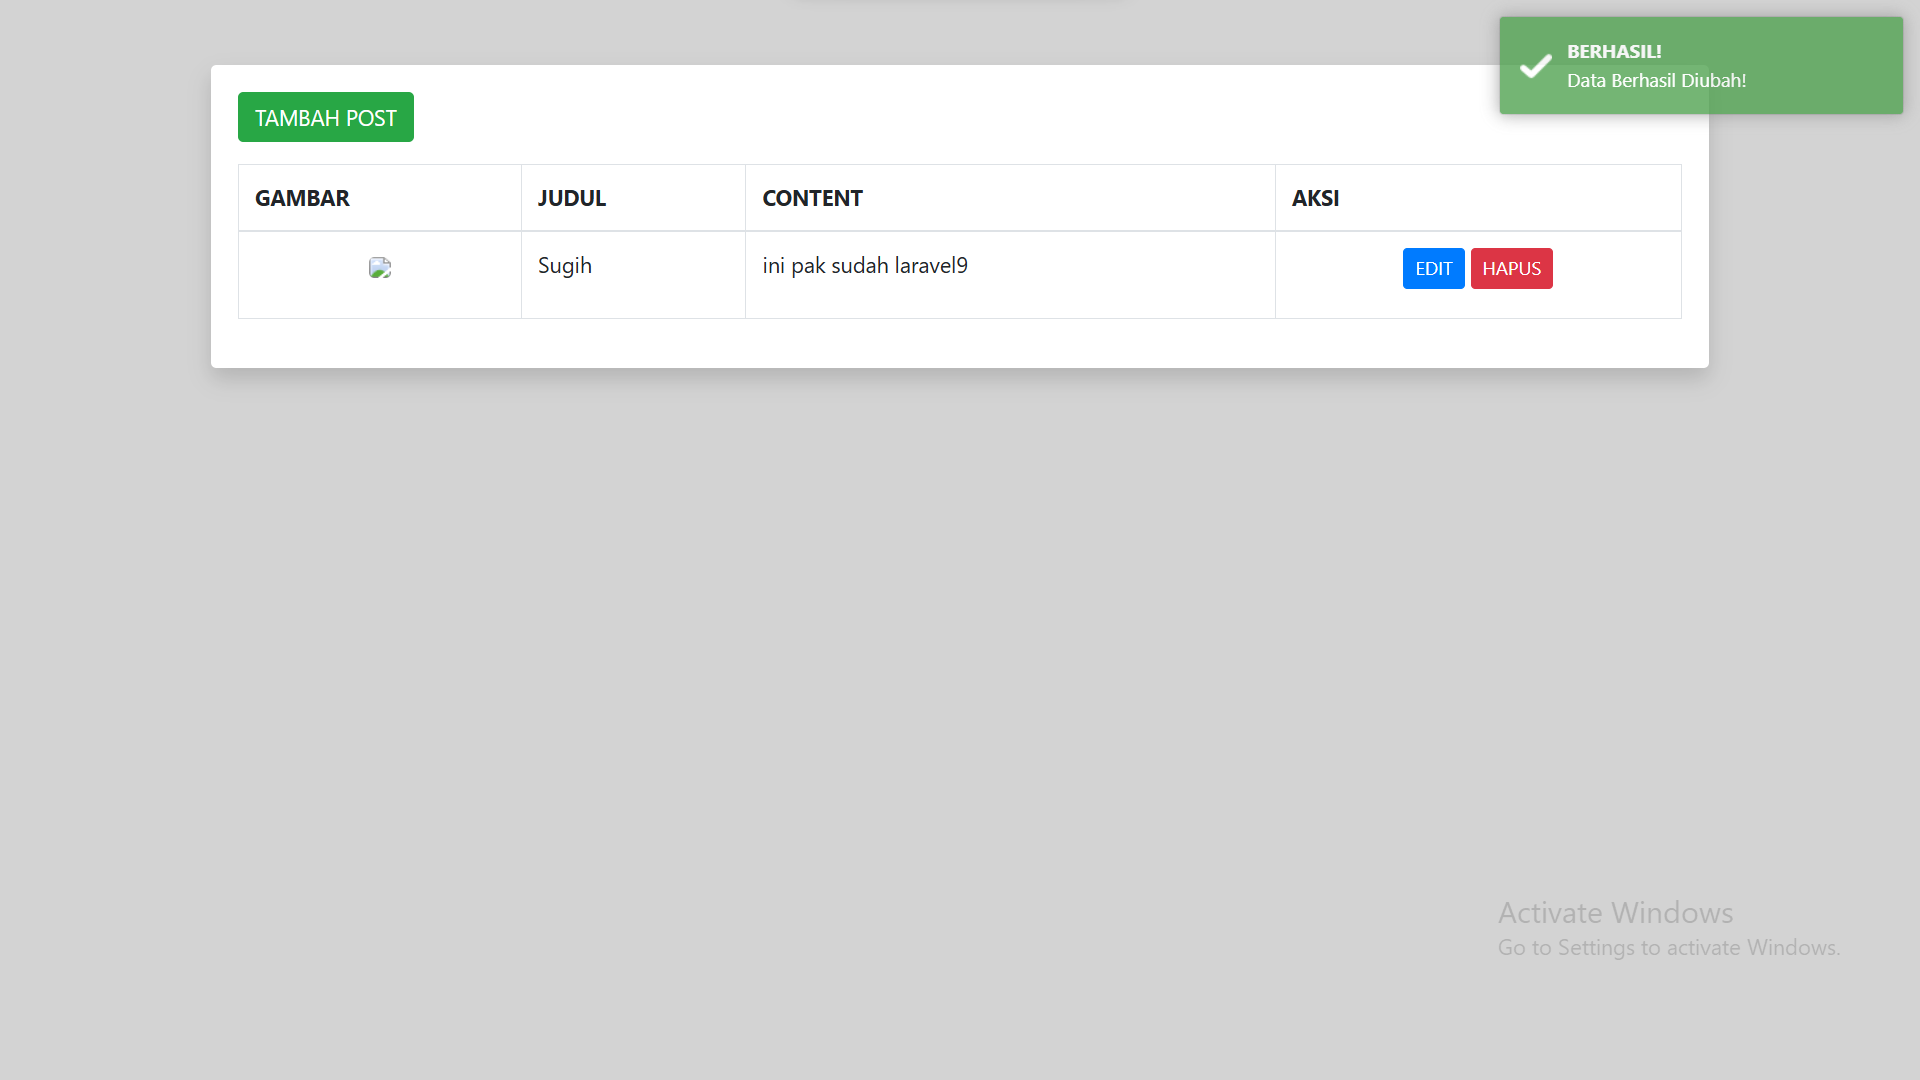 BERHASIL!
Data Berhasil Diubah!
TAMBAH POST
GAMBAR JUDUL CONTENT AKSI
Sugih ini pak sudah laravel9 EDIT HAPUS
Activate Windows
Go to Settings to activate Windows.